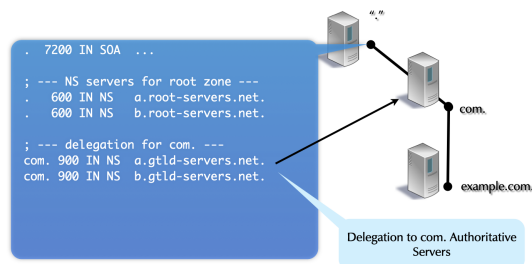 "."
. 7200 IN SOA ...
; --- NS servers for root zone ---
. 600 IN NS a.root-servers.net.
. 600 IN NS b.root-servers.net.
; --- delegation for com. ---
com. 900 IN NS a.gtld-servers.net.
com. 900 IN NS b.gtld-servers.net.
com.
example.com.
Delegation to com. Authoritative
Servers